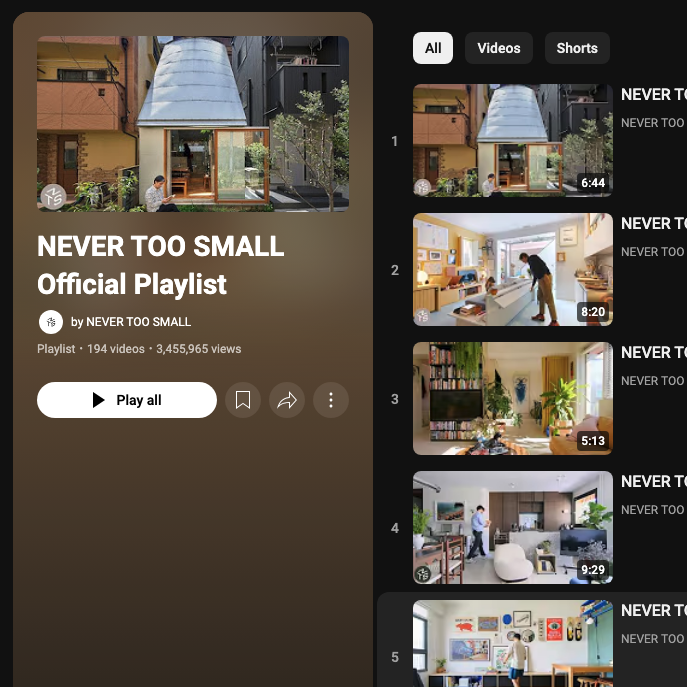 NEVER TOO SMALL
Official Playlist
by NEVER TOO SMALL
Playlist • 194 videos • 3,455,965 views
Play all
All
Videos
Shorts
1
6:44
NEVER TO
NEVER TOO
2
8:20
NEVER TO
NEVER TOO
3
5:13
NEVER TO
NEVER TOO
4
9:29
NEVER TO
NEVER TOO
5
NEVER TO
NEVER TOO